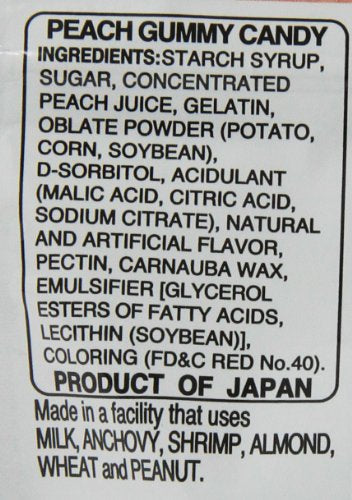 PEACH GUMMY CANDY
INGREDIENTS:STARCH SYRUP,
SUGAR, CONCENTRATED
PEACH JUICE, GELATIN,
OBLATE POWDER (POTATO,
CORN, SOYBEAN),
D-SORBITOL, ACIDULANT
(MALIC ACID, CITRIC ACID,
SODIUM CITRATE), NATURAL
AND ARTIFICIAL FLAVOR,
PECTIN, CARNAUBA WAX,
EMULSIFIER [GLYCEROL
ESTERS OF FATTY ACIDS,
LECITHIN (SOYBEAN)],
COLORING (FD&C RED No.40).
PRODUCT OF JAPAN
Made in a facility that uses
MILK, ANCHOVY, SHRIMP, ALMOND,
WHEAT and PEANUT.